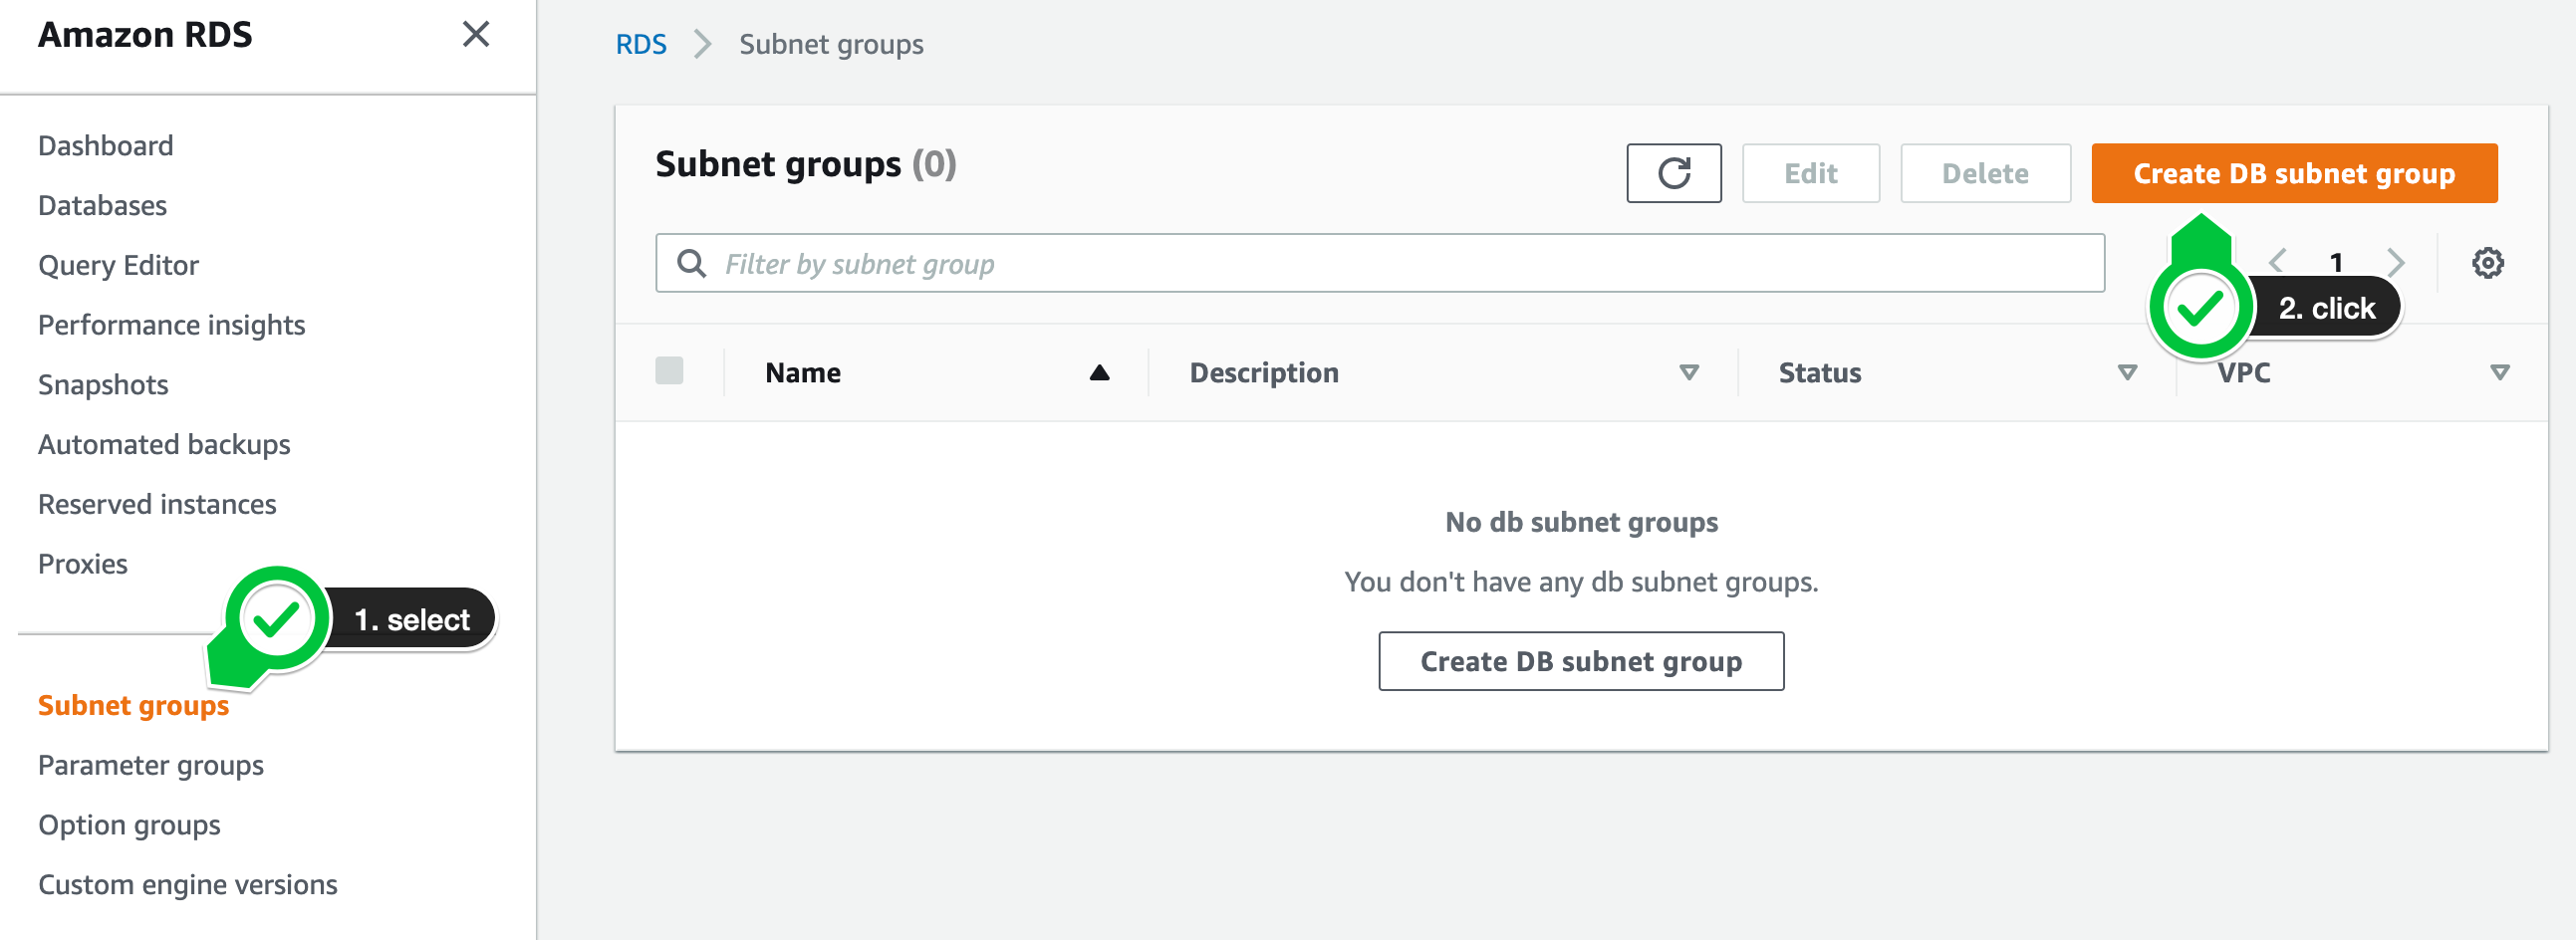 Amazon RDS
Dashboard
Databases
Query Editor
Performance insights
Snapshots
Automated backups
Reserved instances
Proxies
1. select
Subnet groups
Parameter groups
Option groups
Custom engine versions
RDS > Subnet groups
Subnet groups (0)
Edit
Delete
Create DB subnet group
Filter by subnet group
1
2. click
Name
Description
Status
VPC
No db subnet groups
You don't have any db subnet groups.
Create DB subnet group